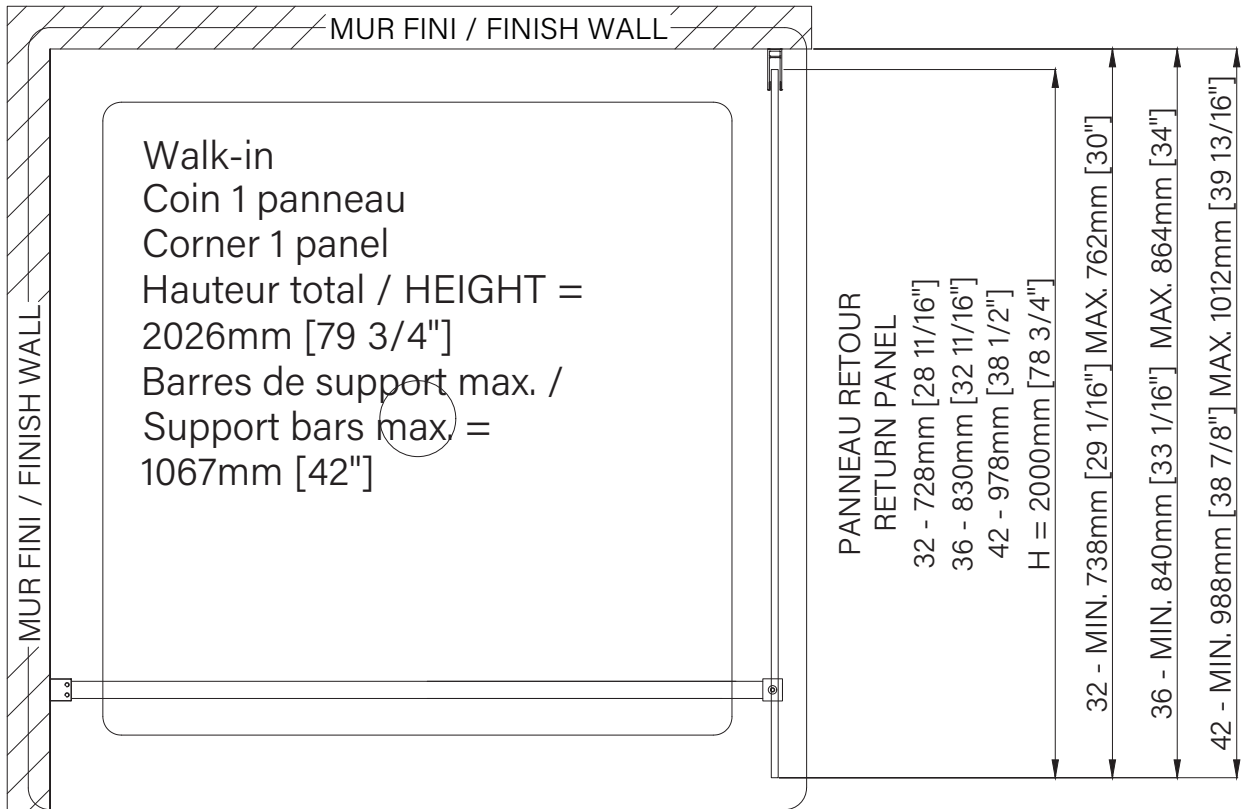 MUR FINI / FINISH WALL
MUR FINI / FINISH WALL
Walk-in
Coin 1 panneau
Corner 1 panel
Hauteur total / HEIGHT =
2026mm [79 3/4"]
Barres de support max. /
Support bars max. =
1067mm [42"]
PANNEAU RETOUR
RETURN PANEL
32 - 728mm [28 11/16"]
36 - 830mm [32 11/16"]
42 - 978mm [38 1/2"]
H = 2000mm [78 3/4"]
32 - MIN. 738mm [29 1/16"] MAX. 762mm [30"]
36 - MIN. 840mm [33 1/16"] MAX. 864mm [34"]
42 - MIN. 988mm [38 7/8"] MAX. 1012mm [39 13/16"]